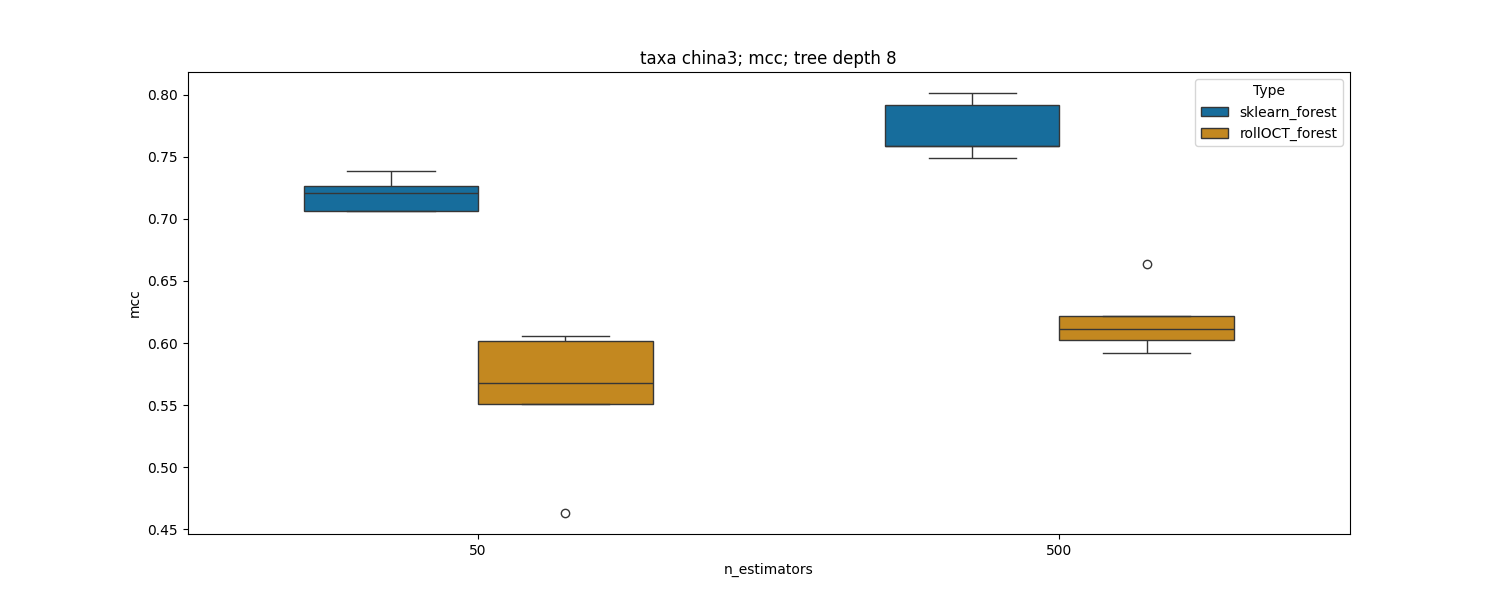 taxa china3; mcc; tree depth 8
Type
sklearn_forest
rollOCT_forest
0.80
0.75
0.70
0.65
0.60
0.55
0.50
0.45
mcc
50
500
n_estimators